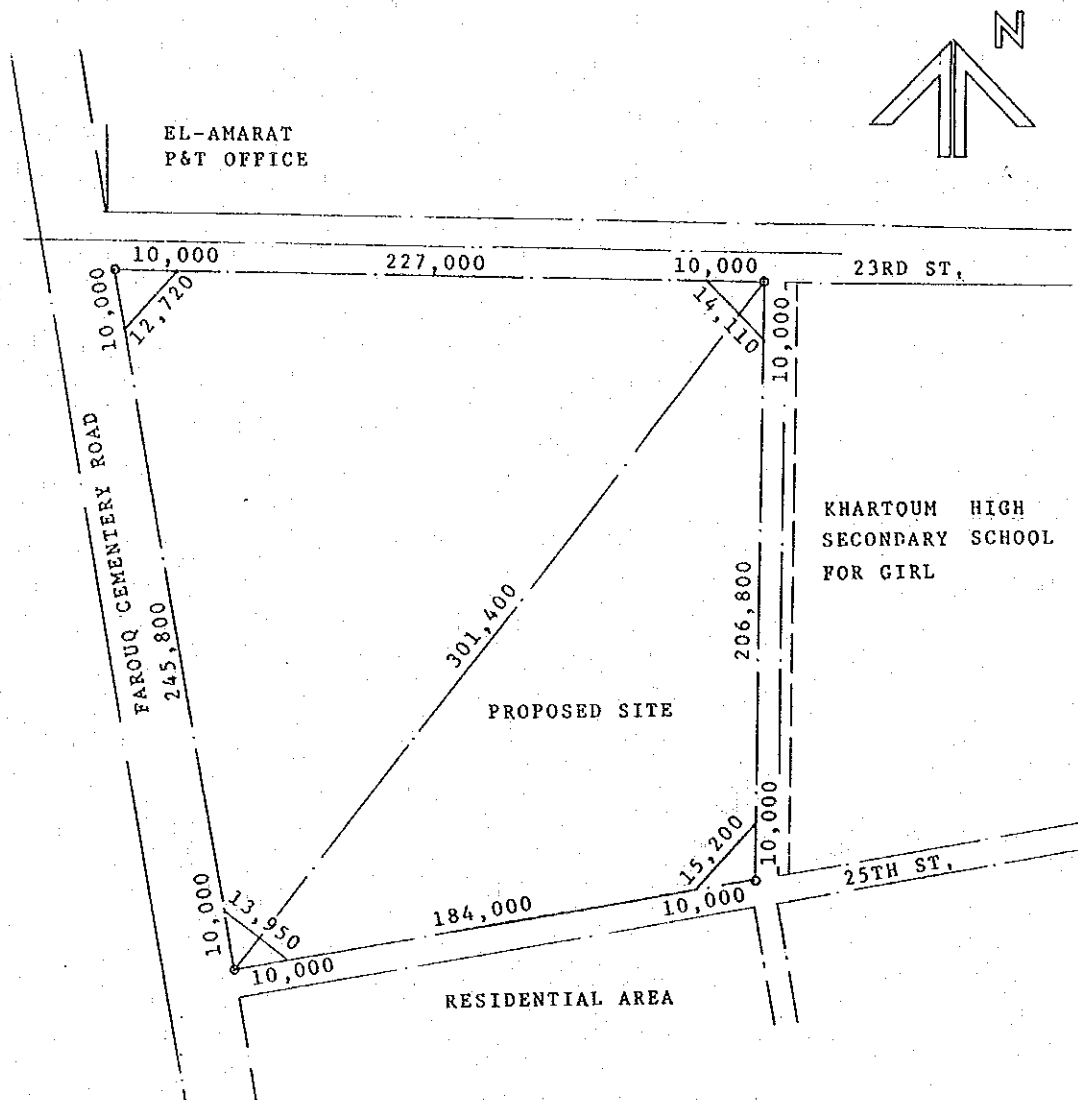 N
EL-AMARAT
P&T OFFICE
10,000
227,000
10,000
23RD ST,
10,000
12,720
14,110
10,000
FAROUQ CEMENTERY ROAD
245,800
301,400
206,800
KHARTOUM HIGH
SECONDARY SCHOOL
FOR GIRL
PROPOSED SITE
10,000
15,200
25TH ST,
10,000
13,950
184,000
10,000
10,000
RESIDENTIAL AREA